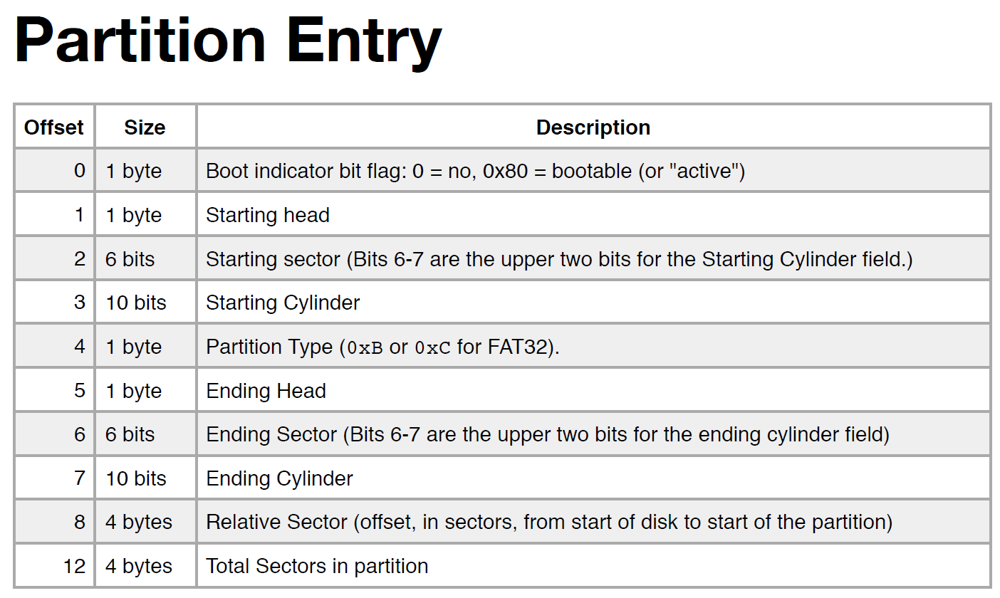 Partition Entry
Offset Size Description
0 1 byte Boot indicator bit flag: 0 = no, 0x80 = bootable (or "active")
1 1 byte Starting head
2 6 bits Starting sector (Bits 6-7 are the upper two bits for the Starting Cylinder field.)
3 10 bits Starting Cylinder
4 1 byte Partition Type (0xB or 0xC for FAT32).
5 1 byte Ending Head
6 6 bits Ending Sector (Bits 6-7 are the upper two bits for the ending cylinder field)
7 10 bits Ending Cylinder
8 4 bytes Relative Sector (offset, in sectors, from start of disk to start of the partition)
12 4 bytes Total Sectors in partition